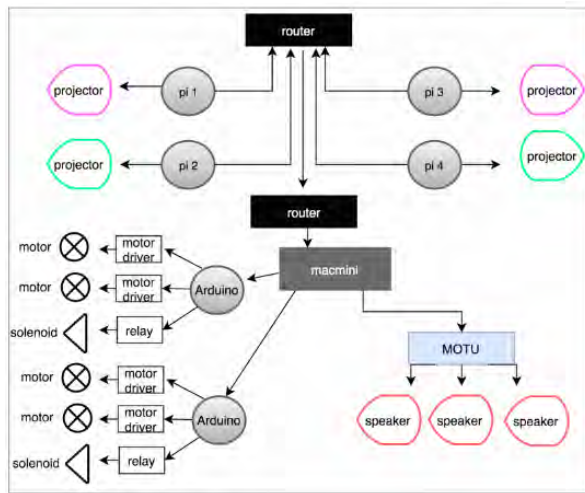 router
projector
pi 1
pi 3
projector
projector
pi 2
pi 4
projector
router
macmini
motor
motor
driver
motor
motor
driver
Arduino
solenoid
relay
MOTU
motor
motor
driver
motor
motor
driver
Arduino
speaker
speaker
speaker
solenoid
relay